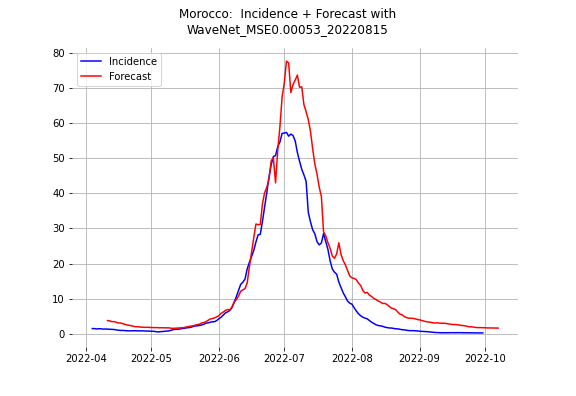 Morocco:  Incidence + Forecast with
WaveNet_MSE0.00053_20220815
Incidence
Forecast
80
70
60
50
40
30
20
10
0
2022-04 2022-05 2022-06 2022-07 2022-08 2022-09 2022-10